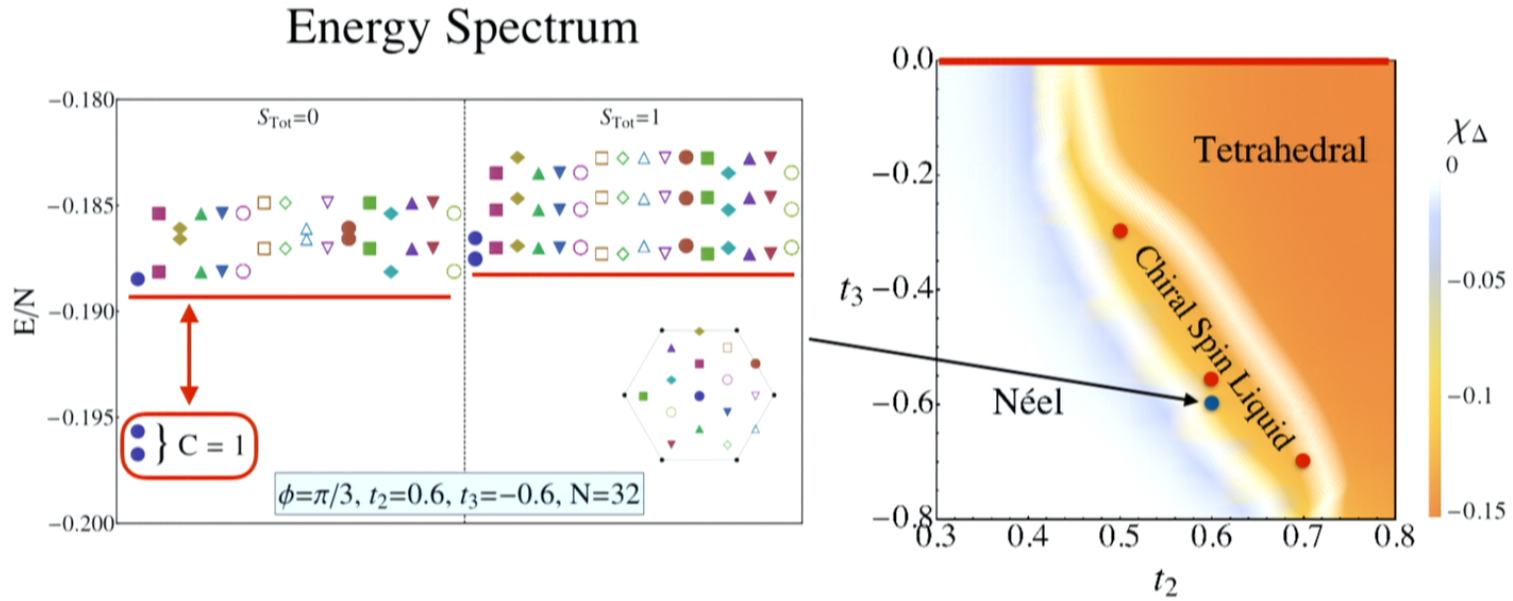 Energy Spectrum
−0.180
−0.185
−0.190
−0.195
−0.200
E/N
S_Tot=0
S_Tot=1
} C = 1
ϕ=π/3, t₂=0.6, t₃=−0.6, N=32
0.0
−0.2
t₃ −0.4
−0.6
−0.8
0.3 0.4 0.5 0.6 0.7 0.8
t₂
Tetrahedral
Chiral Spin Liquid
Néel
χ_Δ
0
−0.05
−0.1
−0.15